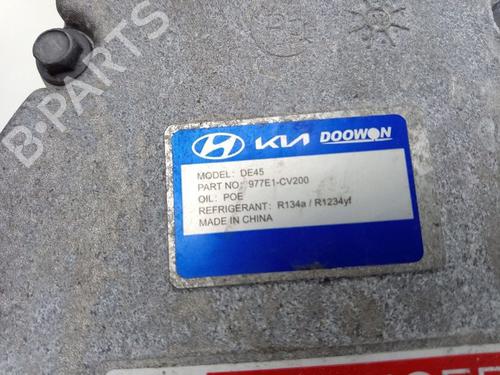 B-PARTS
KIA DOOWON
MODEL: DE45
PART NO: 977E1-CV200
OIL: POE
REFRIGERANT: R134a / R1234yf
MADE IN CHINA